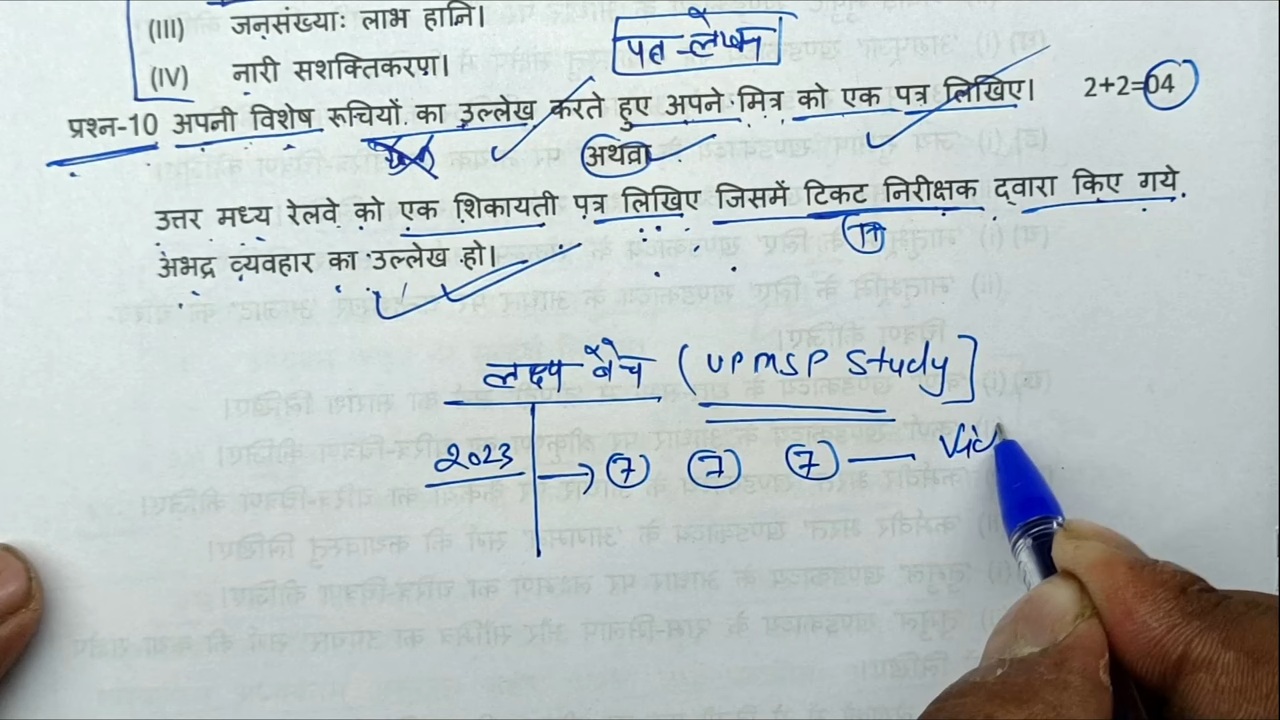 (III) जनसंख्याः लाभ हानि।
पत्र-लेखन
(IV) नारी सशक्तिकरण।
प्रश्न-10 अपनी विशेष रूचियों का उल्लेख करते हुए अपने मित्र को एक पत्र लिखिए। 2+2=04
अथवा
उत्तर मध्य रेलवे को एक शिकायती पत्र लिखिए जिसमें टिकट निरीक्षक द्वारा किए गये
अभद्र व्यवहार का उल्लेख हो।
लक्ष्य बैच (UPMSP Study]
2023 → 7 7 7 —